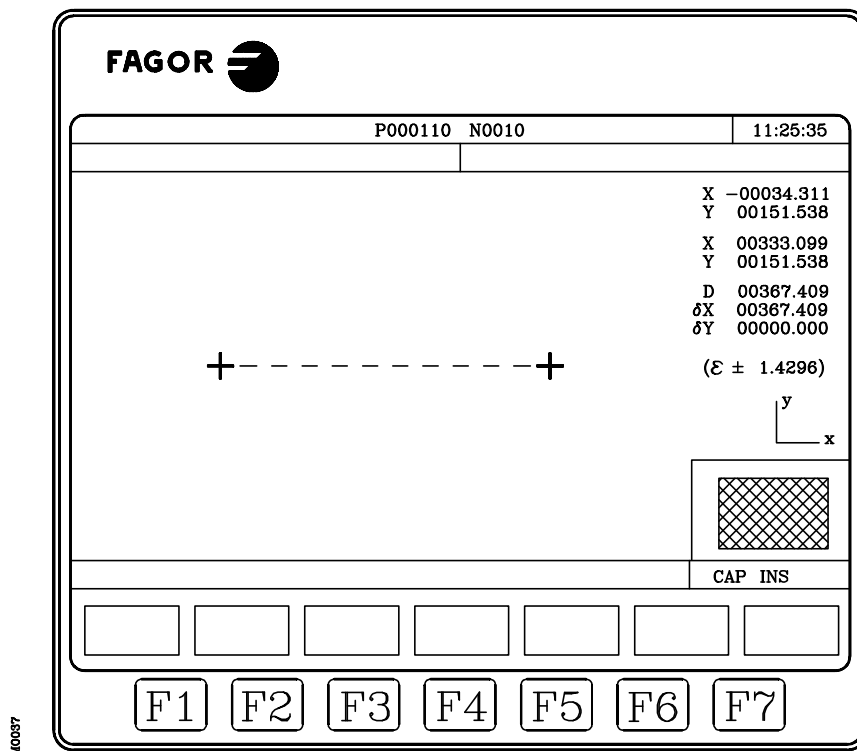 FAGOR
P000110 N0010 11:25:35
X -00034.311
Y 00151.538
X 00333.099
Y 00151.538
D 00367.409
δX 00367.409
δY 00000.000
(ε ± 1.4296)
y
x
CAP INS
F1 F2 F3 F4 F5 F6 F7